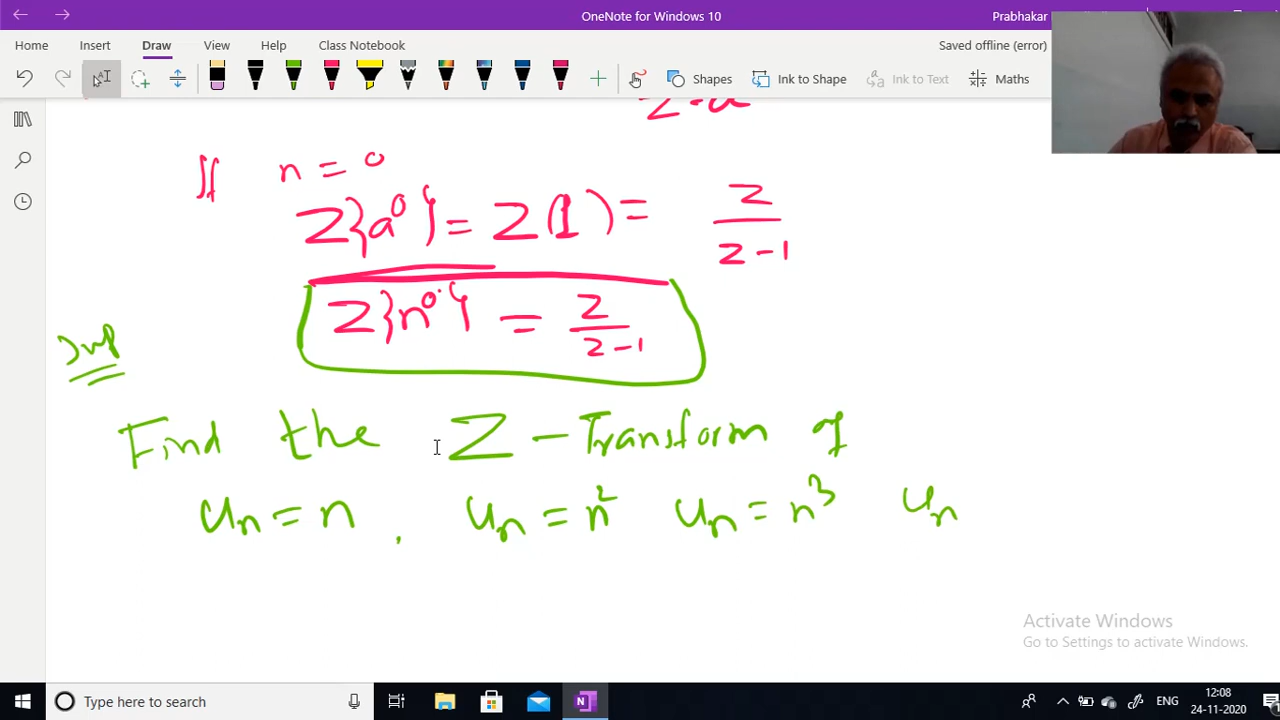 OneNote for Windows 10
Prabhakar
Home Insert Draw View Help Class Notebook
Saved offline (error)
Shapes Ink to Shape Ink to Text Maths
z-a
If n = 0
Z{a⁰} = Z(1) = z/(z-1)
Z{n⁰} = z/(z-1)
Imp
Find the Z - Transform of
uₙ = n , uₙ = n² uₙ = n³ uₙ
Activate Windows
Go to Settings to activate Windows.
Type here to search
ENG
12:08
24-11-2020